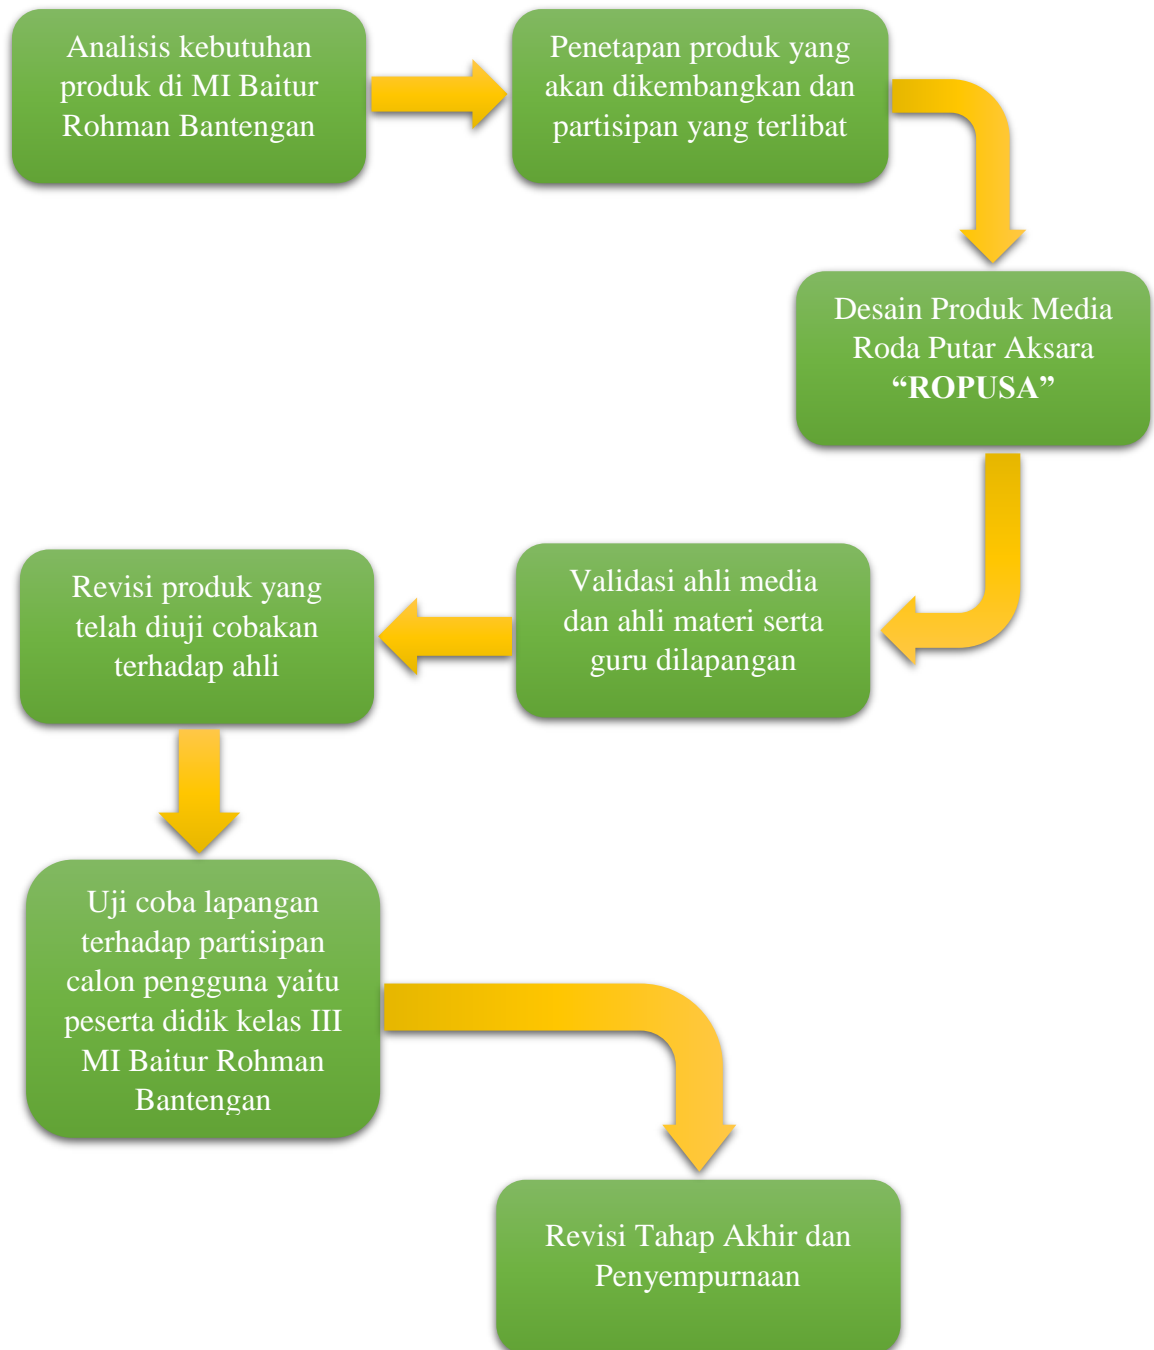 Analisis kebutuhan
produk di MI Baitur
Rohman Bantengan
Penetapan produk yang
akan dikembangkan dan
partisipan yang terlibat
Desain Produk Media
Roda Putar Aksara
“ROPUSA”
Validasi ahli media
dan ahli materi serta
guru dilapangan
Revisi produk yang
telah diuji cobakan
terhadap ahli
Uji coba lapangan
terhadap partisipan
calon pengguna yaitu
peserta didik kelas III
MI Baitur Rohman
Bantengan
Revisi Tahap Akhir dan
Penyempurnaan